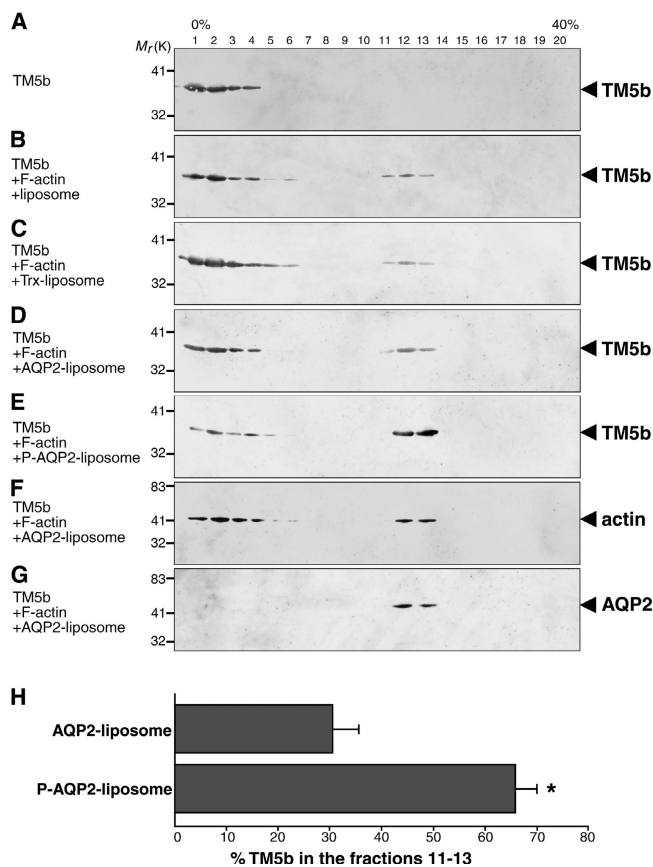 A
0% 40%
Mr(K) 1 2 3 4 5 6 7 8 9 10 11 12 13 14 15 16 17 18 19 20
TM5b
41
32
TM5b
B
TM5b
+F-actin
+liposome
41
32
TM5b
C
TM5b
+F-actin
+Trx-liposome
41
32
TM5b
D
TM5b
+F-actin
+AQP2-liposome
41
32
TM5b
E
TM5b
+F-actin
+P-AQP2-liposome
41
32
TM5b
F
TM5b
+F-actin
+AQP2-liposome
83
41
32
actin
G
TM5b
+F-actin
+AQP2-liposome
83
41
32
AQP2
H
AQP2-liposome
P-AQP2-liposome
*
0 10 20 30 40 50 60 70 80
% TM5b in the fractions 11-13